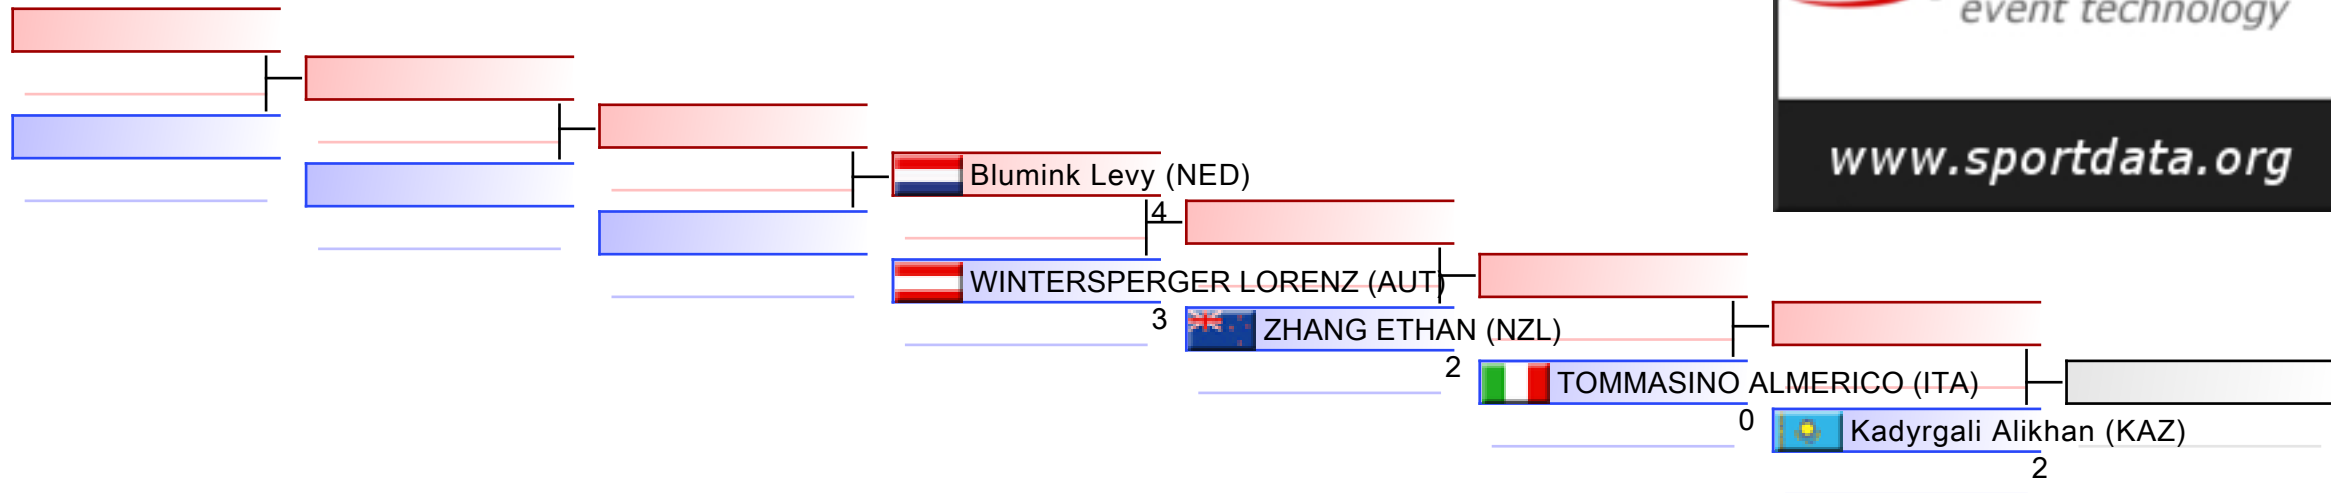 event technology
www.sportdata.org
Blumink Levy (NED)
4
WINTERSPERGER LORENZ (AUT)
3
ZHANG ETHAN (NZL)
2
TOMMASINO ALMERICO (ITA)
0
Kadyrgali Alikhan (KAZ)
2